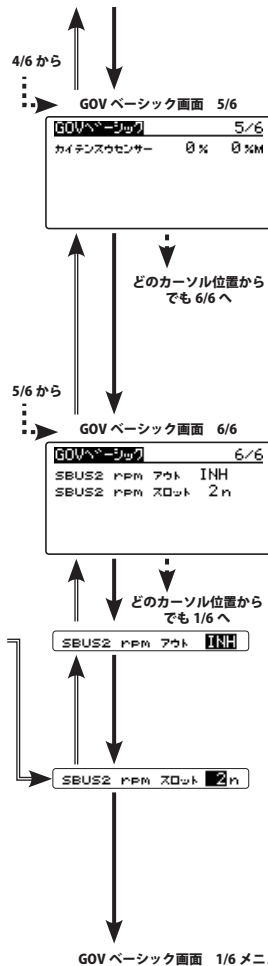 4/6 から
GOV ベーシック画面 5/6
GOVベーシック 5/6
カイテンスウセンサー 0% 0%M
どのカーソル位置から
でも 6/6 へ
5/6 から
GOV ベーシック画面 6/6
GOVベーシック 6/6
SBUS2 rpm アウト INH
SBUS2 rpm スロット 2n
どのカーソル位置から
でも 1/6 へ
SBUS2 rpm アウト INH
SBUS2 rpm スロット 2n
GOV ベーシック画面 1/6 メニ